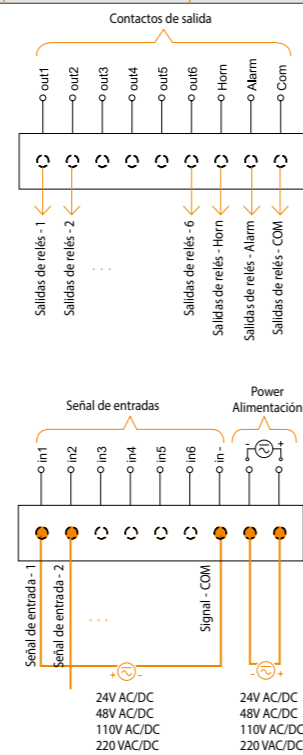 Contactos de salida
out1
out2
out3
out4
out5
out6
Horn
Alarm
Com
Salidas de relés - 1
Salidas de relés - 2
. . .
Salidas de relés - 6
Salidas de relés - Horn
Salidas de relés - Alarm
Salidas de relés - COM
Señal de entradas
Power
Alimentación
in1
in2
in3
in4
in5
in6
in -
- +
Señal de entrada - 1
Señal de entrada - 2
. . .
Signal - COM
+ -
- +
24V AC/DC
48V AC/DC
110V AC/DC
220 VAC/DC
24V AC/DC
48V AC/DC
110V AC/DC
220 VAC/DC